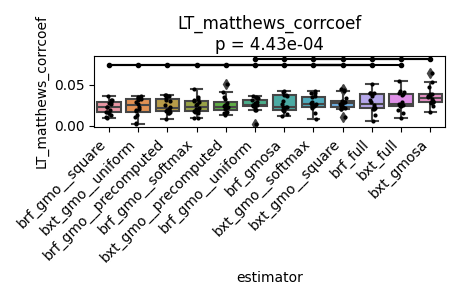 LT_matthews_corrcoef
p = 4.43e-04
LT_matthews_corrcoef
0.05
0.00
brf_gmo__square
bxt_gmo__uniform
brf_gmo__precomputed
brf_gmo__softmax
bxt_gmo__precomputed
brf_gmo__uniform
brf_gmosa
bxt_gmo__softmax
bxt_gmo__square
brf_full
bxt_full
bxt_gmosa
estimator